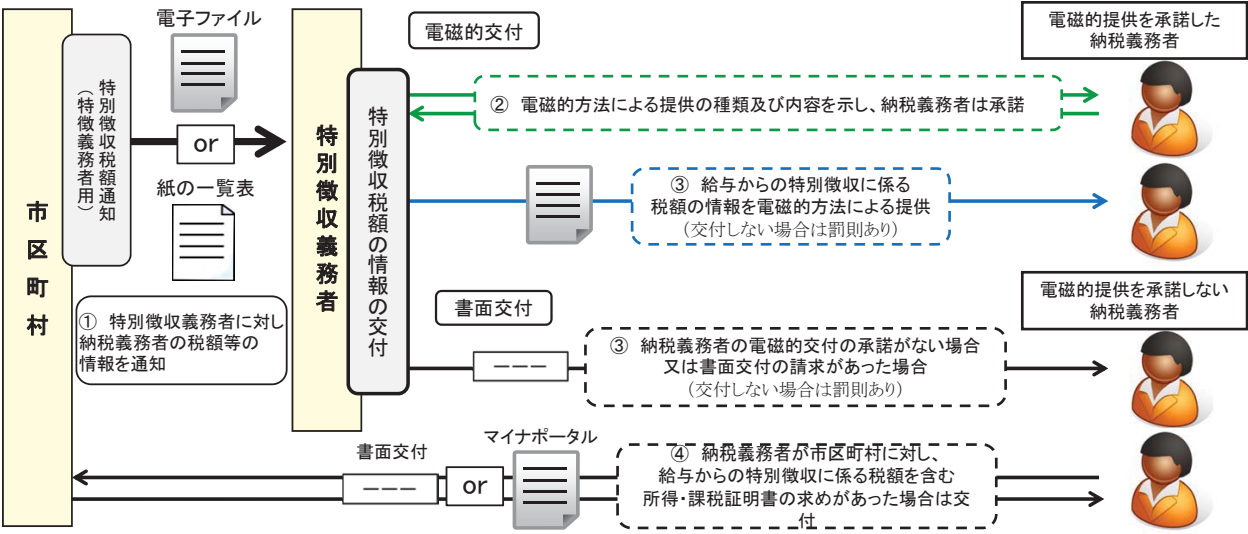 電子ファイル
特別徴収税額通知
（特徴義務者用）
or
紙の一覧表
市区町村
① 特別徴収義務者に対し
納税義務者の税額等の
情報を通知
特別徴収義務者
特別徴収税額の情報の交付
電磁的交付
電磁的提供を承諾した
納税義務者
② 電磁的方法による提供の種類及び内容を示し、納税義務者は承諾
③ 給与からの特別徴収に係る
税額の情報を電磁的方法による提供
（交付しない場合は罰則あり）
書面交付
電磁的提供を承諾しない
納税義務者
③ 納税義務者の電磁的交付の承諾がない場合
又は書面交付の請求があった場合
（交付しない場合は罰則あり）
書面交付
or
マイナポータル
④ 納税義務者が市区町村に対し、
給与からの特別徴収に係る税額を含む
所得・課税証明書の求めがあった場合は交
付